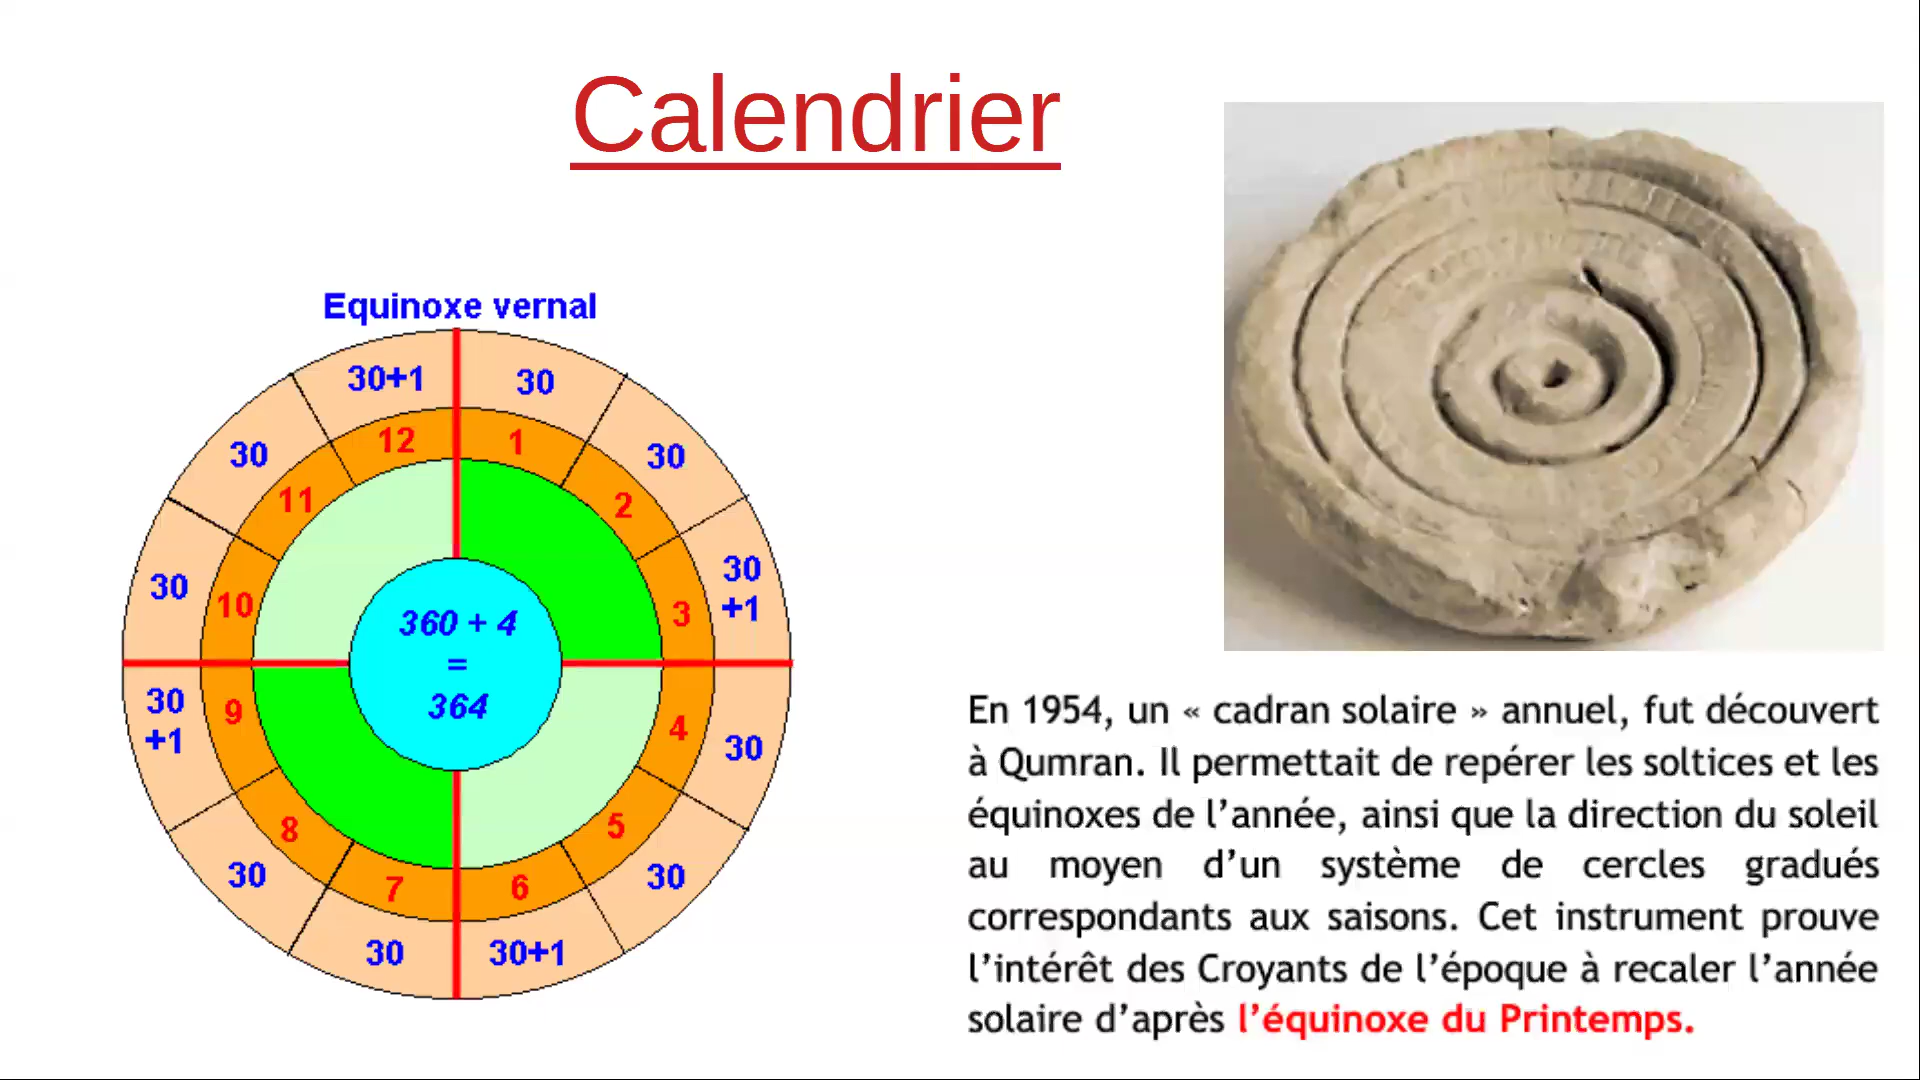 Calendrier
Equinoxe vernal
30+1
30
30
30
30
+1
30
30
30+1
30
30
30
+1
30
12
1
2
3
4
5
6
7
8
9
10
11
360 + 4
=
364
En 1954, un « cadran solaire » annuel, fut découvert
à Qumran. Il permettait de repérer les soltices et les
équinoxes de l’année, ainsi que la direction du soleil
au moyen d’un système de cercles gradués
correspondants aux saisons. Cet instrument prouve
l’intérêt des Croyants de l’époque à recaler l’année
solaire d’après l’équinoxe du Printemps.